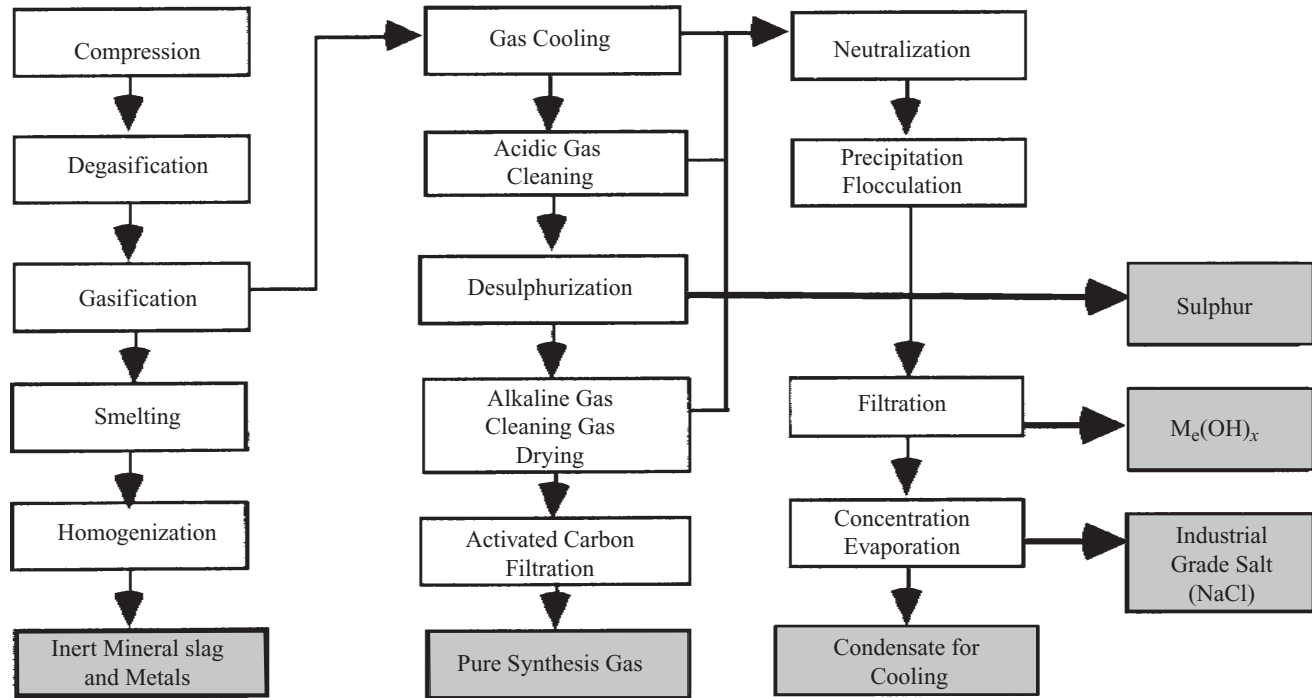 Compression
Degasification
Gasification
Smelting
Homogenization
Inert Mineral slag
and Metals
Gas Cooling
Acidic Gas
Cleaning
Desulphurization
Alkaline Gas
Cleaning Gas
Drying
Activated Carbon
Filtration
Pure Synthesis Gas
Neutralization
Precipitation
Flocculation
Filtration
Concentration
Evaporation
Condensate for
Cooling
Sulphur
Me(OH)x
Industrial
Grade Salt
(NaCl)